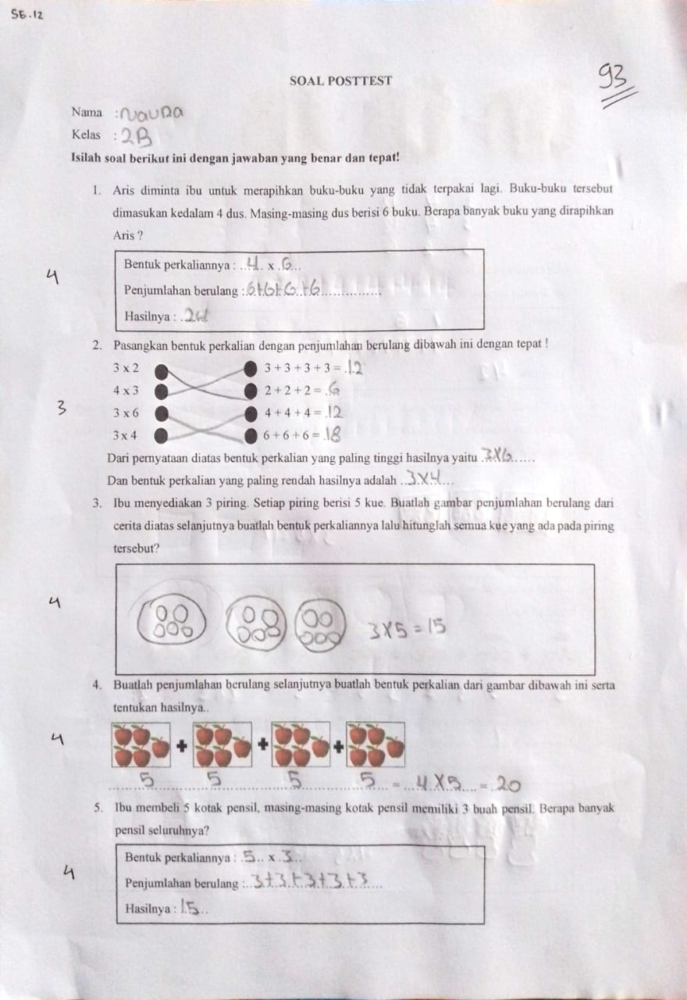 SE.12
SOAL POSTTEST
93
Nama : Naura
Kelas : 2B
Isilah soal berikut ini dengan jawaban yang benar dan tepat!
1. Aris diminta ibu untuk merapihkan buku-buku yang tidak terpakai lagi. Buku-buku tersebut
dimasukan kedalam 4 dus. Masing-masing dus berisi 6 buku. Berapa banyak buku yang dirapihkan
Aris ?
4
Bentuk perkaliannya : ..4.. x .6...
Penjumlahan berulang : 6+6+6+6..............
Hasilnya : .24
2. Pasangkan bentuk perkalian dengan penjumlahan berulang dibawah ini dengan tepat !
3 x 2 3 + 3 + 3 + 3 = .12
4 x 3 2 + 2 + 2 = .6
3
3 x 6 4 + 4 + 4 = .12
3 x 4 6 + 6 + 6 = .18
Dari pernyataan diatas bentuk perkalian yang paling tinggi hasilnya yaitu .3x6......
Dan bentuk perkalian yang paling rendah hasilnya adalah ..3x4...
3. Ibu menyediakan 3 piring. Setiap piring berisi 5 kue. Buatlah gambar penjumlahan berulang dari
cerita diatas selanjutnya buatlah bentuk perkaliannya lalu hitunglah semua kue yang ada pada piring
tersebut?
4
3x5 = 15
4. Buatlah penjumlahan berulang selanjutnya buatlah bentuk perkalian dari gambar dibawah ini serta
tentukan hasilnya..
4
+ + +
5 5 5 5 = ...4 x 5.... = 20
5. Ibu membeli 5 kotak pensil, masing-masing kotak pensil memiliki 3 buah pensil. Berapa banyak
pensil seluruhnya?
4
Bentuk perkaliannya : .5.. x .3...
Penjumlahan berulang :..3+3+3+3+3....
Hasilnya : 15..